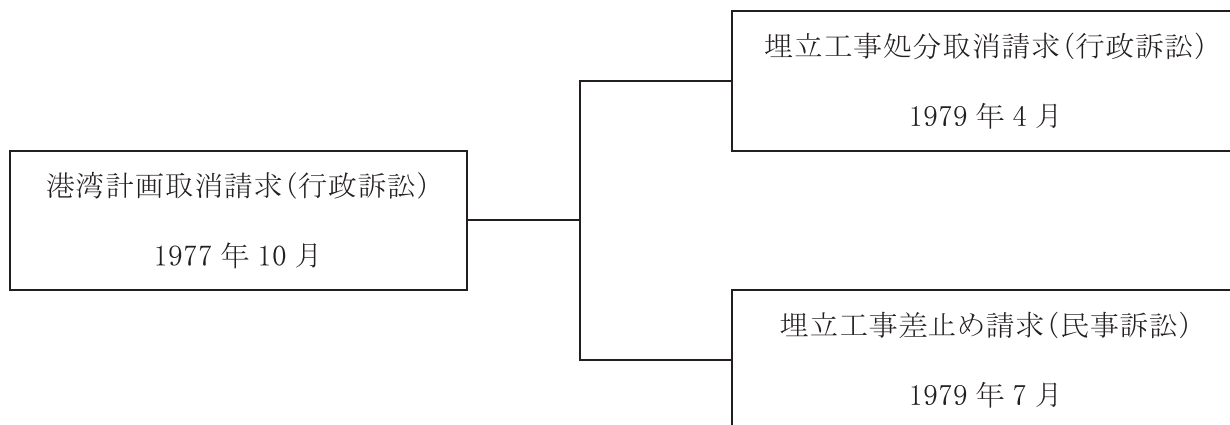 港湾計画取消請求(行政訴訟)
1977年10月
埋立工事処分取消請求(行政訴訟)
1979年4月
埋立工事差止め請求(民事訴訟)
1979年7月